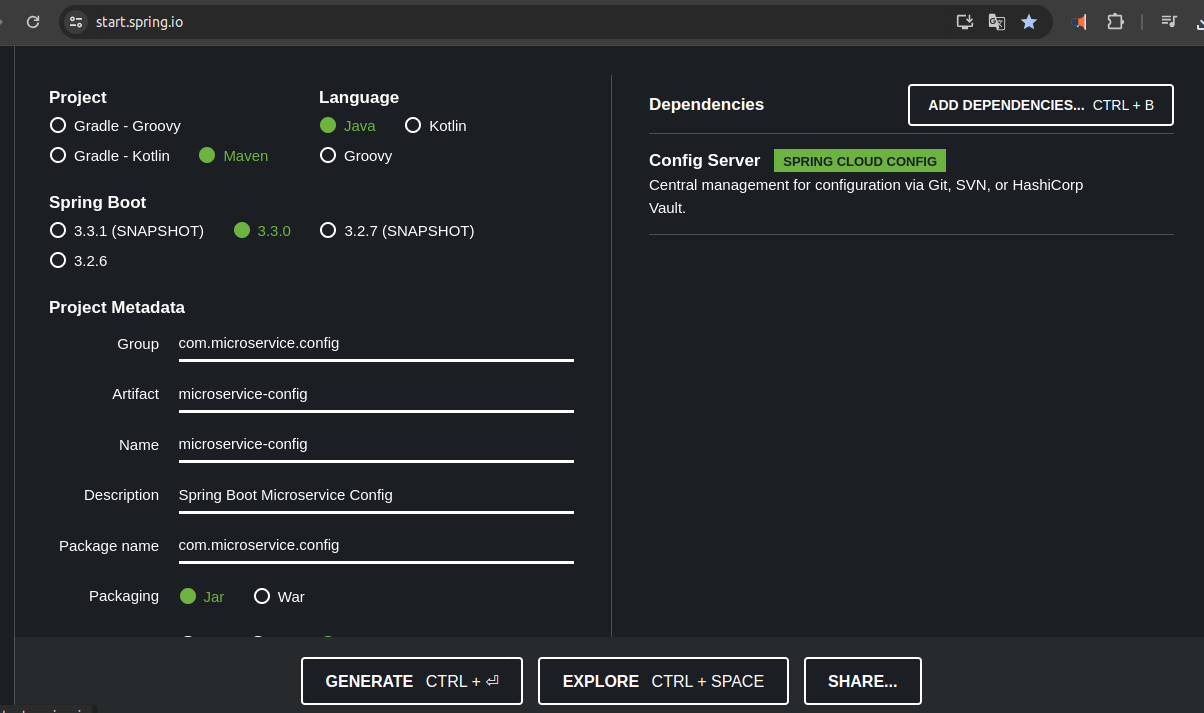 start.spring.io
Project
Gradle - Groovy
Gradle - Kotlin Maven
Language
Java Kotlin
Groovy
Spring Boot
3.3.1 (SNAPSHOT) 3.3.0 3.2.7 (SNAPSHOT)
3.2.6
Project Metadata
Group com.microservice.config
Artifact microservice-config
Name microservice-config
Description Spring Boot Microservice Config
Package name com.microservice.config
Packaging Jar War
Dependencies ADD DEPENDENCIES... CTRL + B
Config Server SPRING CLOUD CONFIG
Central management for configuration via Git, SVN, or HashiCorp
Vault.
GENERATE CTRL + ⏎ EXPLORE CTRL + SPACE SHARE...